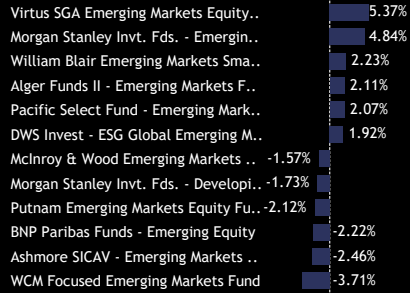 Virtus SGA Emerging Markets Equity.. 5.37%
Morgan Stanley Invt. Fds. - Emergin.. 4.84%
William Blair Emerging Markets Sma.. 2.23%
Alger Funds II - Emerging Markets F.. 2.11%
Pacific Select Fund - Emerging Mark.. 2.07%
DWS Invest - ESG Global Emerging M.. 1.92%
McInroy & Wood Emerging Markets .. -1.57%
Morgan Stanley Invt. Fds. - Developi.. -1.73%
Putnam Emerging Markets Equity Fu.. -2.12%
BNP Paribas Funds - Emerging Equity -2.22%
Ashmore SICAV - Emerging Markets .. -2.46%
WCM Focused Emerging Markets Fund -3.71%